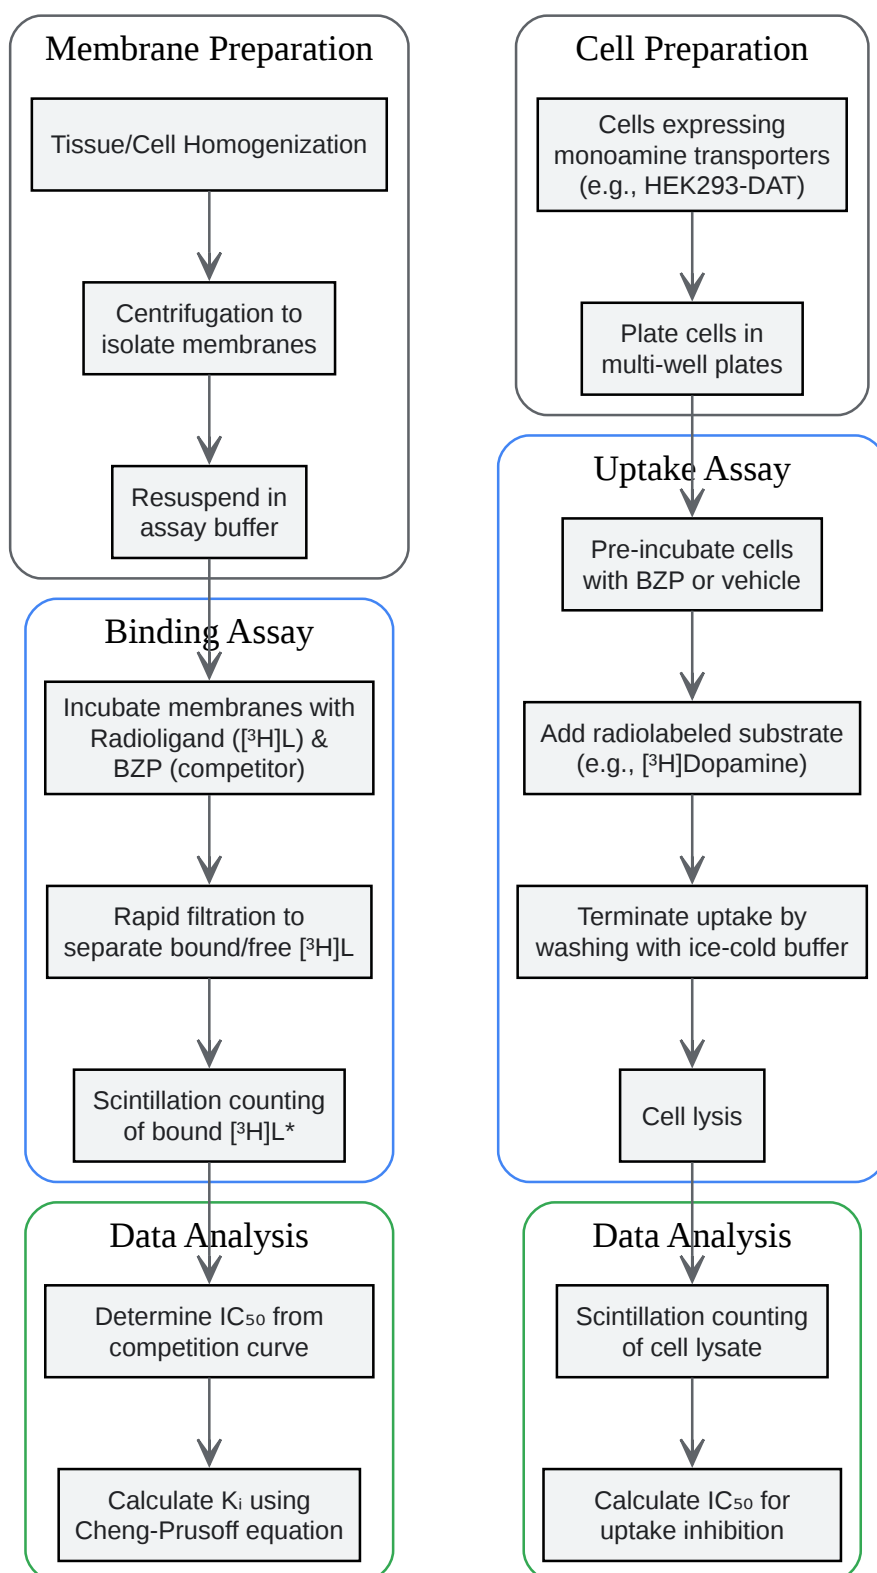 Membrane Preparation
Tissue/Cell Homogenization
Centrifugation to
isolate membranes
Resuspend in
assay buffer
Binding Assay
Incubate membranes with
Radioligand ([³H]L) &
BZP (competitor)
Rapid filtration to
separate bound/free [³H]L
Scintillation counting
of bound [³H]L*
Data Analysis
Determine IC₅₀ from
competition curve
Calculate Kᵢ using
Cheng-Prusoff equation
Cell Preparation
Cells expressing
monoamine transporters
(e.g., HEK293-DAT)
Plate cells in
multi-well plates
Uptake Assay
Pre-incubate cells
with BZP or vehicle
Add radiolabeled substrate
(e.g., [³H]Dopamine)
Terminate uptake by
washing with ice-cold buffer
Cell lysis
Data Analysis
Scintillation counting
of cell lysate
Calculate IC₅₀ for
uptake inhibition